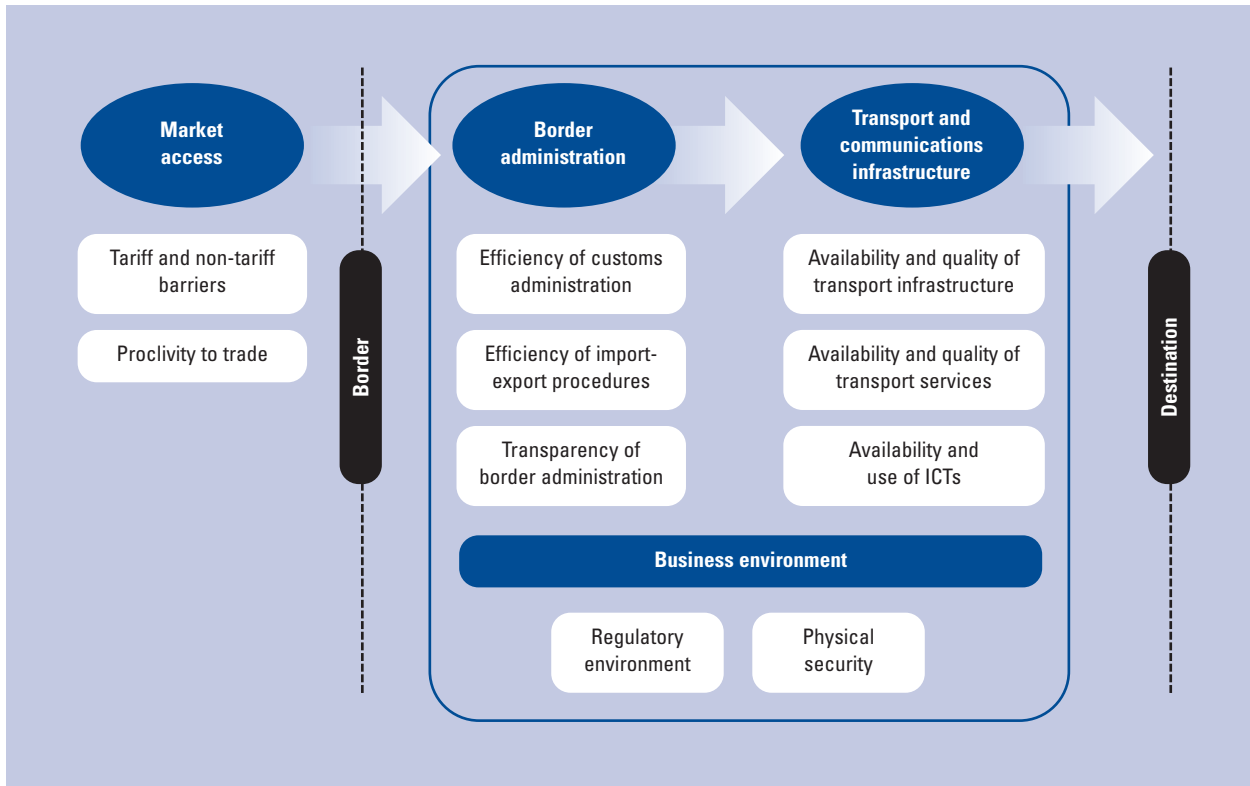 Market
access
Border
administration
Transport and
communications
infrastructure
Tariff and non-tariff
barriers
Proclivity to trade
Border
Efficiency of customs
administration
Efficiency of import-
export procedures
Transparency of
border administration
Availability and quality of
transport infrastructure
Availability and quality of
transport services
Availability and
use of ICTs
Destination
Business environment
Regulatory
environment
Physical
security